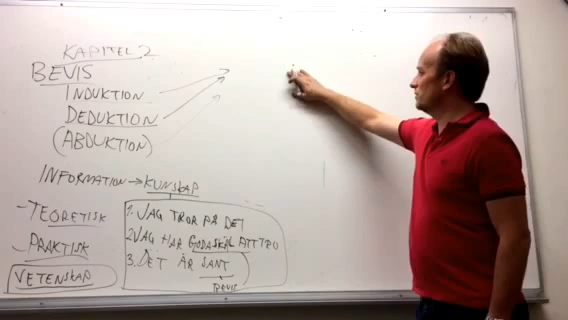 KAPITEL 2
BEVIS
INDUKTION
DEDUKTION
(ABDUKTION)
INFORMATION → KUNSKAP
- TEORETISK
- PRAKTISK
VETENSKAP
1. JAG TROR PÅ DET
2. JAG HAR GODA SKÄL ATT TRO
3. DET ÄR SANT